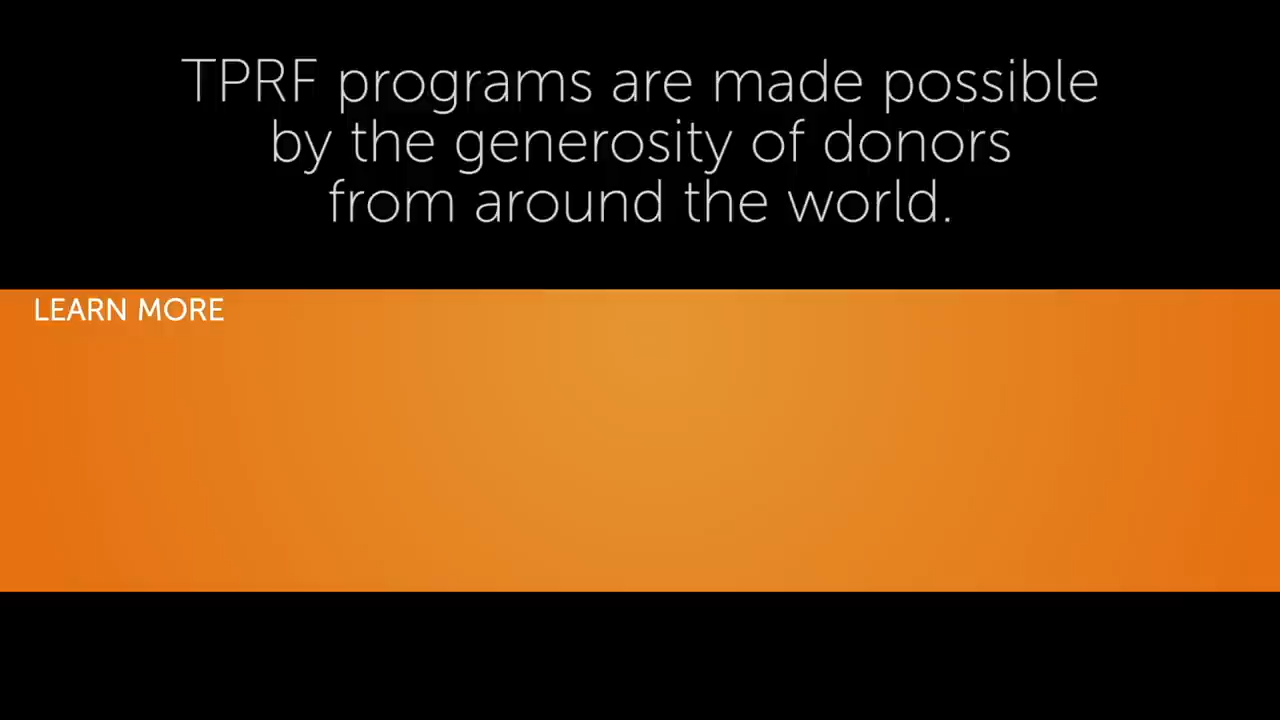 TPRF programs are made possible
by the generosity of donors
from around the world.
LEARN MORE